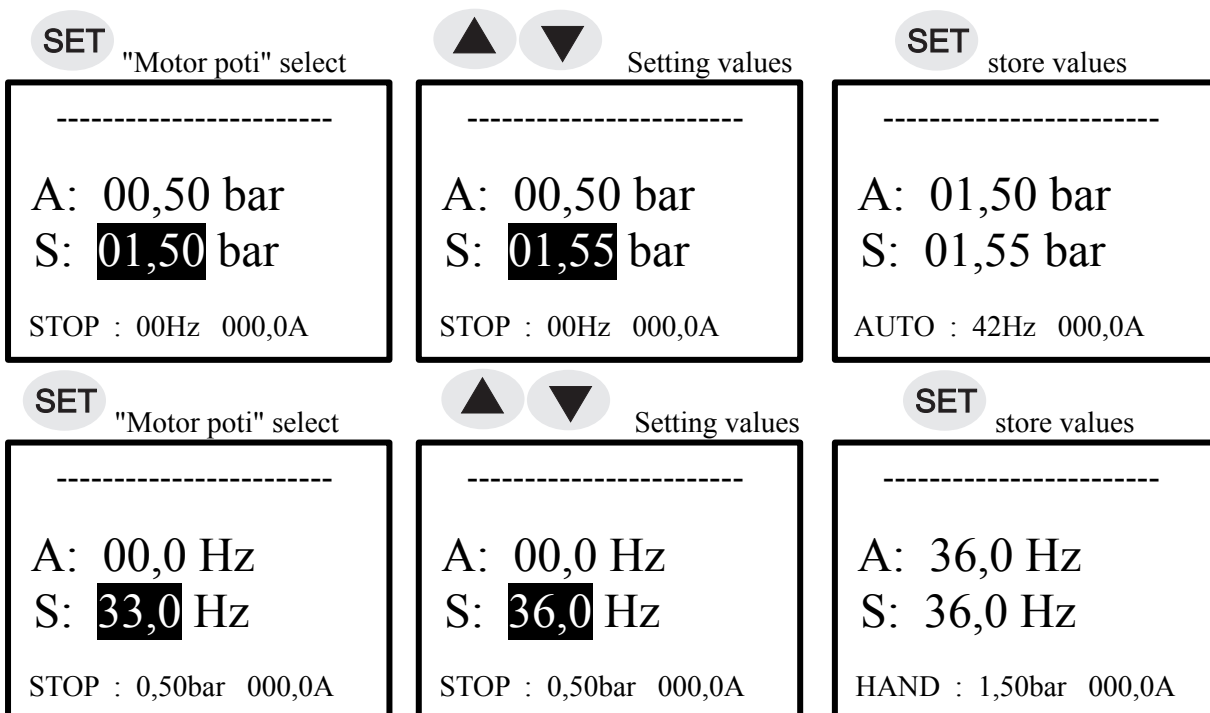 SET "Motor poti" select
------------------------
A: 00,50 bar
S: 01,50 bar
STOP : 00Hz 000,0A
▲ ▼ Setting values
------------------------
A: 00,50 bar
S: 01,55 bar
STOP : 00Hz 000,0A
SET store values
------------------------
A: 01,50 bar
S: 01,55 bar
AUTO : 42Hz 000,0A
SET "Motor poti" select
------------------------
A: 00,0 Hz
S: 33,0 Hz
STOP : 0,50bar 000,0A
▲ ▼ Setting values
------------------------
A: 00,0 Hz
S: 36,0 Hz
STOP : 0,50bar 000,0A
SET store values
------------------------
A: 36,0 Hz
S: 36,0 Hz
HAND : 1,50bar 000,0A